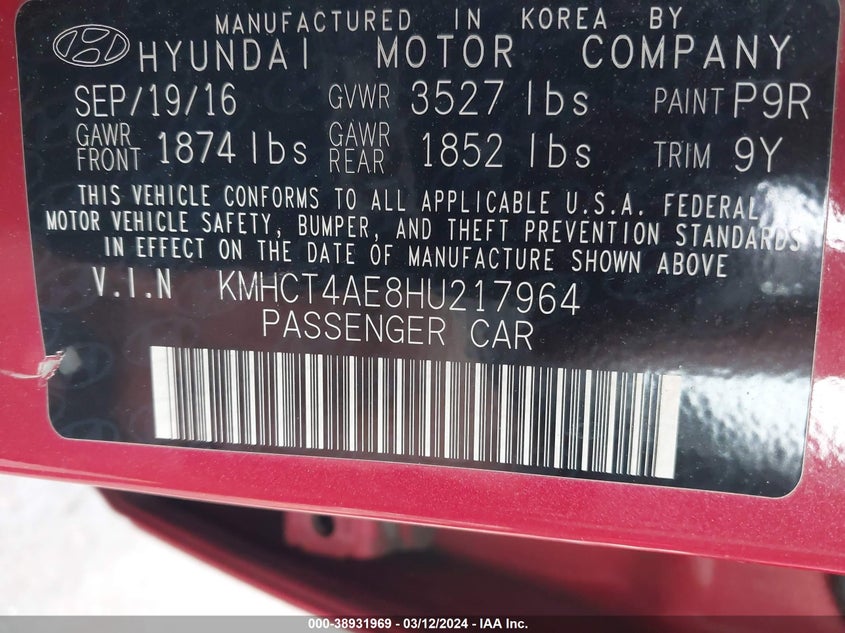 MANUFACTURED IN KOREA BY
HYUNDAI MOTOR COMPANY
SEP/19/16 GVWR 3527 lbs PAINT P9R
GAWR FRONT 1874 lbs GAWR REAR 1852 lbs TRIM 9Y
THIS VEHICLE CONFORMS TO ALL APPLICABLE U.S.A. FEDERAL
MOTOR VEHICLE SAFETY, BUMPER, AND THEFT PREVENTION STANDARDS
IN EFFECT ON THE DATE OF MANUFACTURE SHOWN ABOVE
V.I.N KMHCT4AE8HU217964
PASSENGER CAR
000-38931969 — 03/12/2024 — IAA Inc.